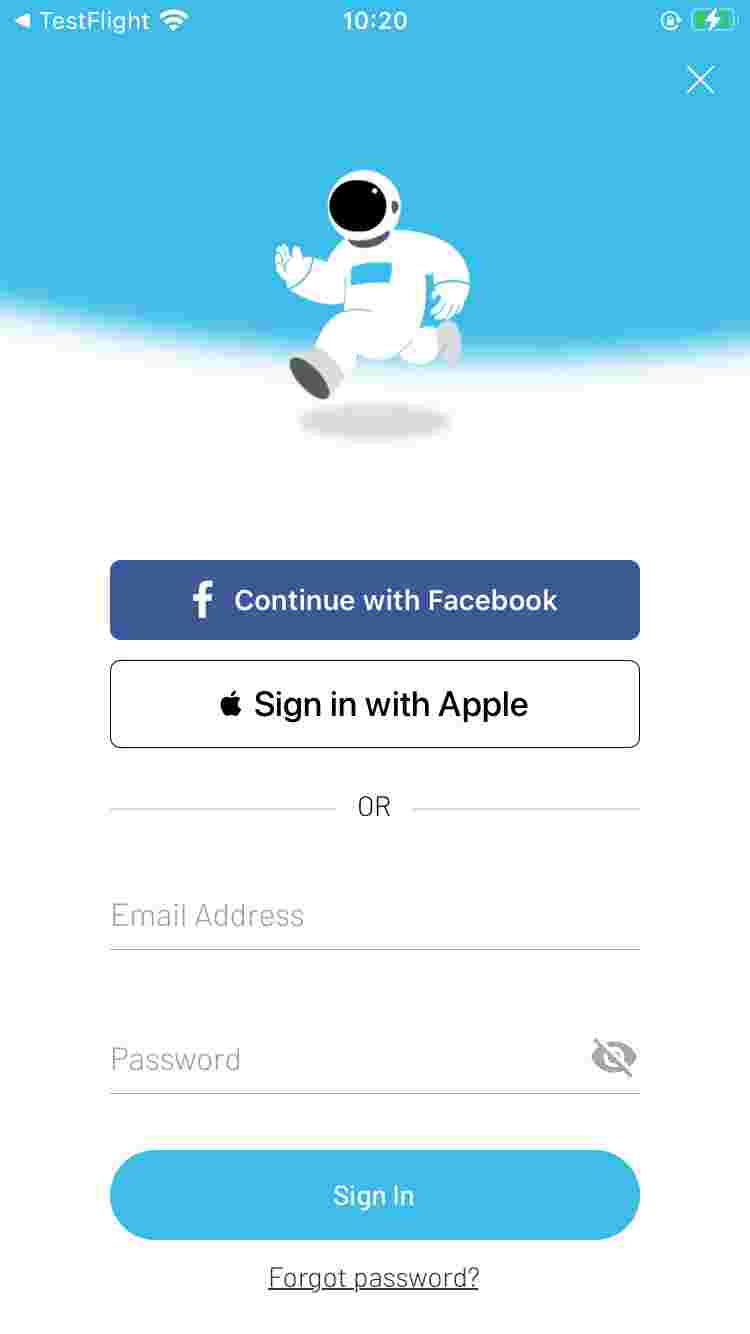 TestFlight 10:20
Continue with Facebook
Sign in with Apple
OR
Email Address
Password
Sign In
Forgot password?